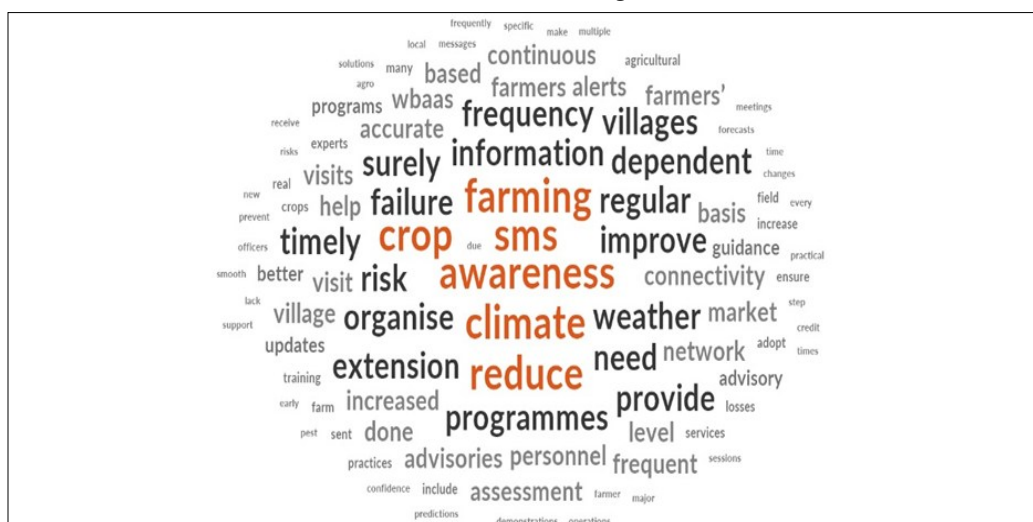 frequently specific make multiple
local messages continuous agricultural
solutions many based farmers alerts farmers'
agro programs wbaas frequency villages meetings
receive experts accurate information dependent forecasts
risks surely time
real visits farming regular changes
new crops help failure basis field every
prevent increase
officers timely crop due sms improve guidance practical
smooth better visit risk awareness connectivity ensure
lack village organise climate weather market step
support credit
updates extension reduce need network adopt times
training advisory
early farm increased programmes provide losses
pest sent done level services
practices advisories personnel frequent sessions
confidence include assessment farmer major
predictions demonstrations operations